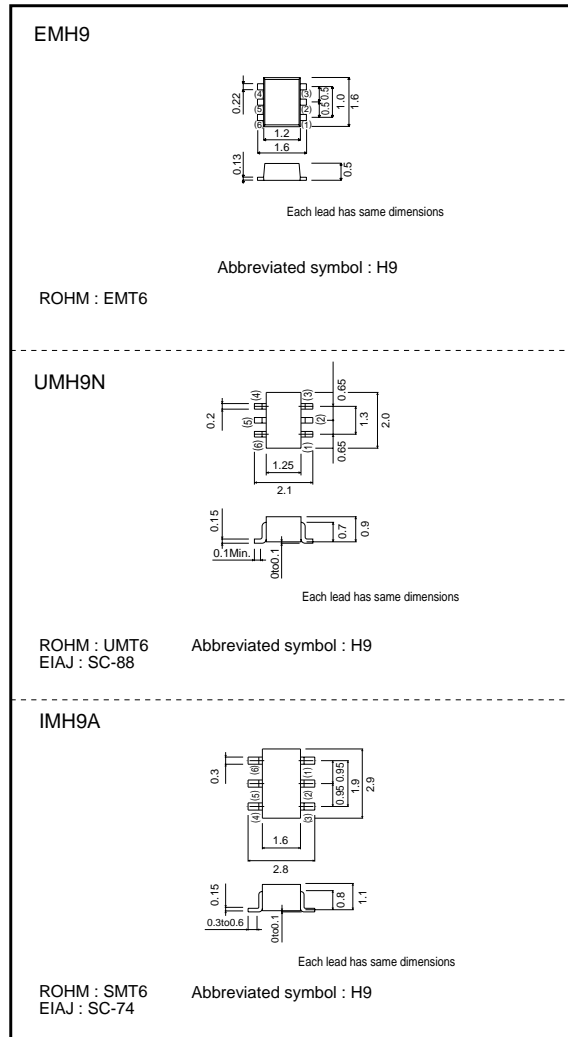 EMH9
0.22
(4)
(3)
(5)
(2)
(6)
(1)
0.5 0.5
1.0
1.6
1.2
1.6
0.13
0.5
Each lead has same dimensions
Abbreviated symbol : H9
ROHM : EMT6
UMH9N
0.2
(4)
(3)
(5)
(2)
(6)
(1)
0.65
1.3
0.65
2.0
1.25
2.1
0.15
0.1Min.
0to0.1
0.7
0.9
Each lead has same dimensions
ROHM : UMT6 Abbreviated symbol : H9
EIAJ : SC-88
IMH9A
0.3
(6)
(1)
(5)
(2)
(4)
(3)
0.95 0.95
1.9
2.9
1.6
2.8
0.15
0.3to0.6
0to0.1
0.8
1.1
Each lead has same dimensions
ROHM : SMT6 Abbreviated symbol : H9
EIAJ : SC-74